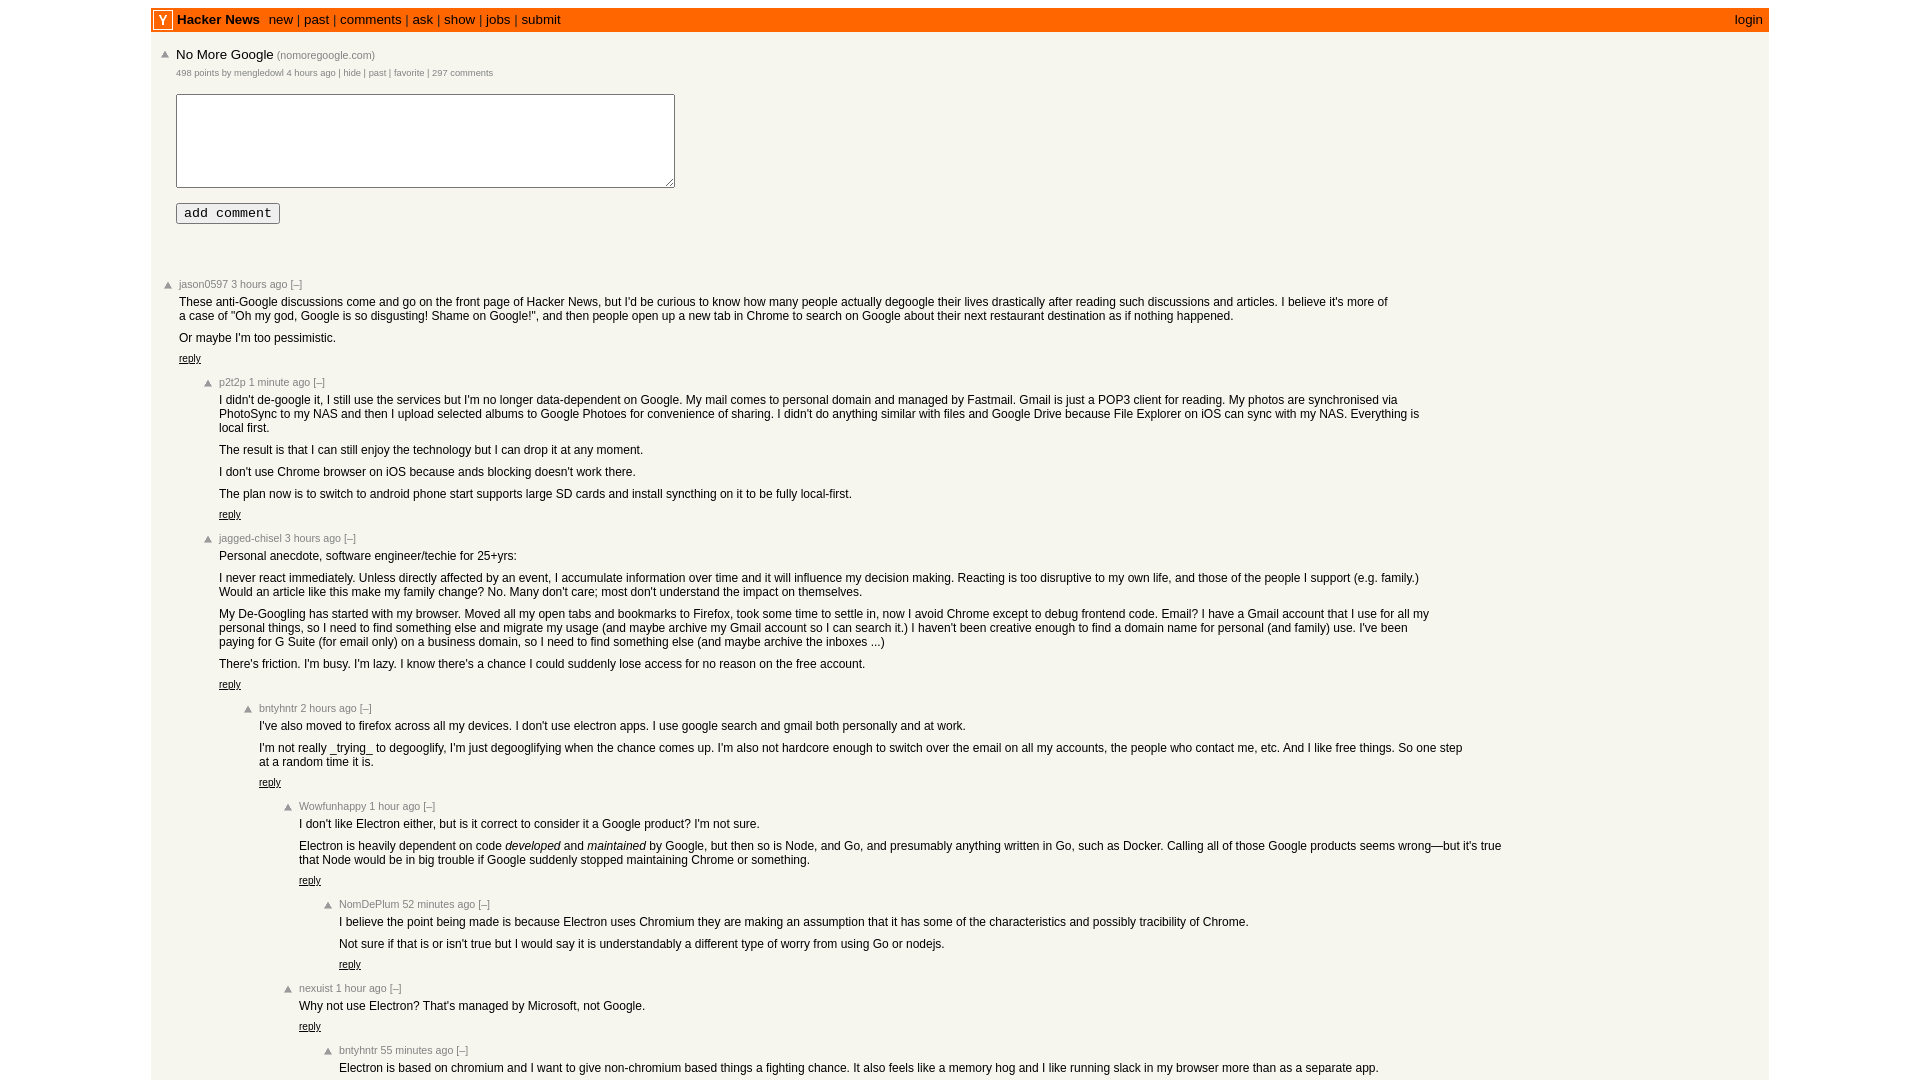 Y Hacker News new | past | comments | ask | show | jobs | submit login
No More Google (nomoregoogle.com)
498 points by mengledowl 4 hours ago | hide | past | favorite | 297 comments
add comment
jason0597 3 hours ago [–]
These anti-Google discussions come and go on the front page of Hacker News, but I'd be curious to know how many people actually degoogle their lives drastically after reading such discussions and articles. I believe it's more of
a case of "Oh my god, Google is so disgusting! Shame on Google!", and then people open up a new tab in Chrome to search on Google about their next restaurant destination as if nothing happened.
Or maybe I'm too pessimistic.
reply
p2t2p 1 minute ago [–]
I didn't de-google it, I still use the services but I'm no longer data-dependent on Google. My mail comes to personal domain and managed by Fastmail. Gmail is just a POP3 client for reading. My photos are synchronised via
PhotoSync to my NAS and then I upload selected albums to Google Photoes for convenience of sharing. I didn't do anything similar with files and Google Drive because File Explorer on iOS can sync with my NAS. Everything is
local first.
The result is that I can still enjoy the technology but I can drop it at any moment.
I don't use Chrome browser on iOS because ands blocking doesn't work there.
The plan now is to switch to android phone start supports large SD cards and install syncthing on it to be fully local-first.
reply
jagged-chisel 3 hours ago [–]
Personal anecdote, software engineer/techie for 25+yrs:
I never react immediately. Unless directly affected by an event, I accumulate information over time and it will influence my decision making. Reacting is too disruptive to my own life, and those of the people I support (e.g. family.)
Would an article like this make my family change? No. Many don't care; most don't understand the impact on themselves.
My De-Googling has started with my browser. Moved all my open tabs and bookmarks to Firefox, took some time to settle in, now I avoid Chrome except to debug frontend code. Email? I have a Gmail account that I use for all my
personal things, so I need to find something else and migrate my usage (and maybe archive my Gmail account so I can search it.) I haven't been creative enough to find a domain name for personal (and family) use. I've been
paying for G Suite (for email only) on a business domain, so I need to find something else (and maybe archive the inboxes ...)
There's friction. I'm busy. I'm lazy. I know there's a chance I could suddenly lose access for no reason on the free account.
reply
bntyhntr 2 hours ago [–]
I've also moved to firefox across all my devices. I don't use electron apps. I use google search and gmail both personally and at work.
I'm not really _trying_ to degooglify, I'm just degooglifying when the chance comes up. I'm also not hardcore enough to switch over the email on all my accounts, the people who contact me, etc. And I like free things. So one step
at a random time it is.
reply
Wowfunhappy 1 hour ago [–]
I don't like Electron either, but is it correct to consider it a Google product? I'm not sure.
Electron is heavily dependent on code developed and maintained by Google, but then so is Node, and Go, and presumably anything written in Go, such as Docker. Calling all of those Google products seems wrong—but it's true
that Node would be in big trouble if Google suddenly stopped maintaining Chrome or something.
reply
NomDePlum 52 minutes ago [–]
I believe the point being made is because Electron uses Chromium they are making an assumption that it has some of the characteristics and possibly tracibility of Chrome.
Not sure if that is or isn't true but I would say it is understandably a different type of worry from using Go or nodejs.
reply
nexuist 1 hour ago [–]
Why not use Electron? That's managed by Microsoft, not Google.
reply
bntyhntr 55 minutes ago [–]
Electron is based on chromium and I want to give non-chromium based things a fighting chance. It also feels like a memory hog and I like running slack in my browser more than as a separate app.